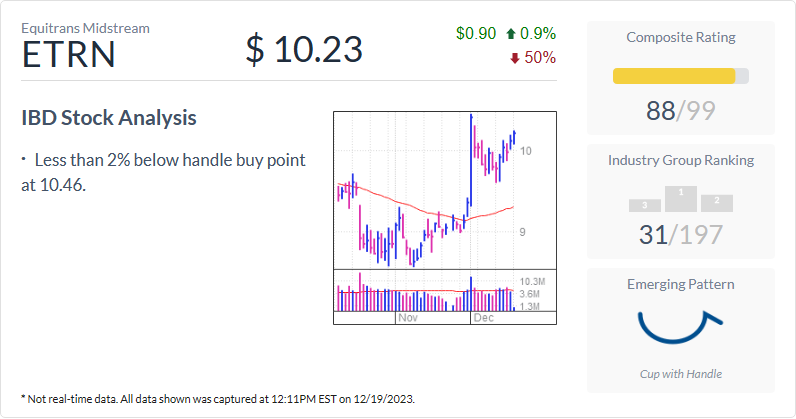 Equitrans Midstream
ETRN
$ 10.23
$0.90 0.9%
50%
IBD Stock Analysis
• Less than 2% below handle buy point
at 10.46.
10
9
10.3M
3.6M
1.3M
Nov Dec
* Not real-time data. All data shown was captured at 12:11PM EST on 12/19/2023.
Composite Rating
88/99
Industry Group Ranking
3 1 2
31/197
Emerging Pattern
Cup with Handle